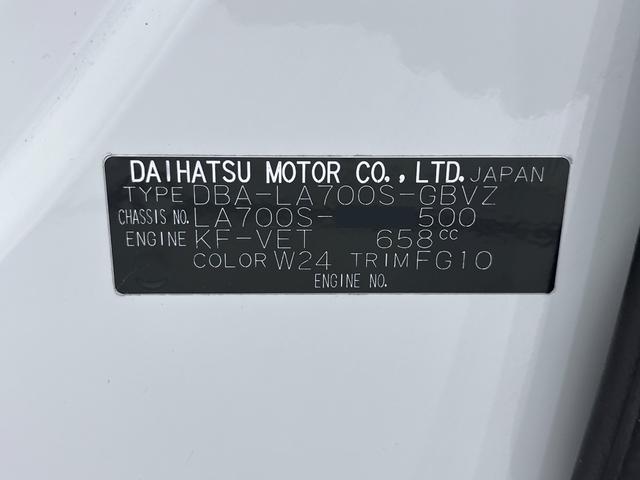 DAIHATSU MOTOR CO.,LTD. JAPAN
TYPE DBA-LA700S-GBVZ
CHASSIS NO. LA700S- 500
ENGINE KF-VET 658CC
COLOR W24 TRIM FG10
ENGINE NO.